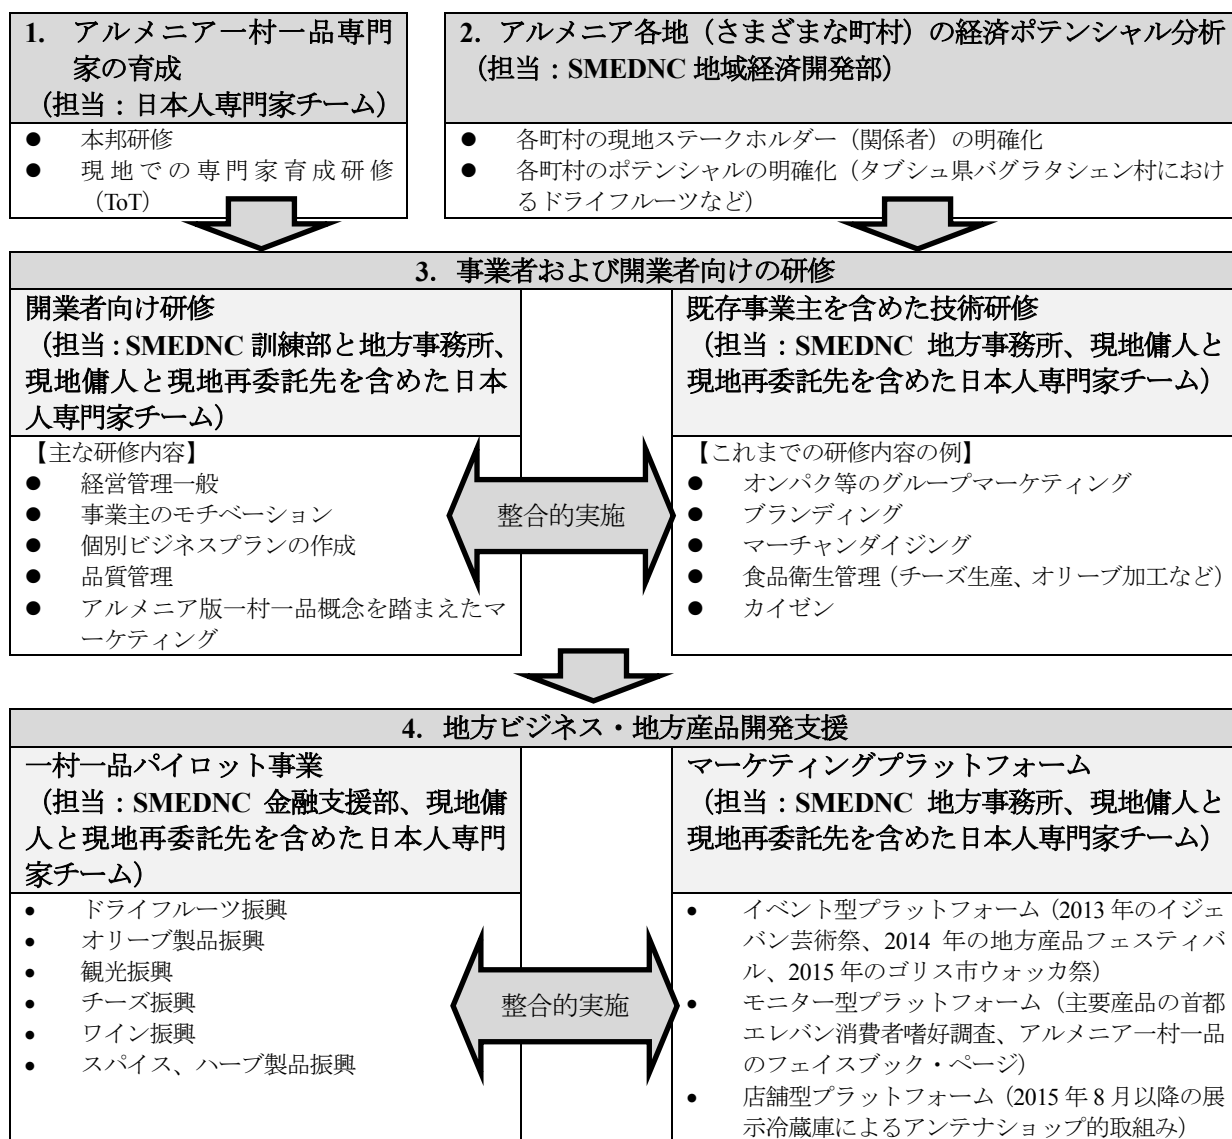 1. アルメニア一村一品専門
家の育成
（担当：日本人専門家チーム）
● 本邦研修
● 現地での専門家育成研修
（ToT）
2. アルメニア各地（さまざまな町村）の経済ポテンシャル分析
（担当：SMEDNC 地域経済開発部）
● 各町村の現地ステークホルダー（関係者）の明確化
● 各町村のポテンシャルの明確化（タブシュ県バグラタシェン村におけ
るドライフルーツなど）
3. 事業者および開業者向けの研修
開業者向け研修
（担当：SMEDNC 訓練部と地方事務所、
現地傭人と現地再委託先を含めた日本
人専門家チーム）
【主な研修内容】
● 経営管理一般
● 事業主のモチベーション
● 個別ビジネスプランの作成
● 品質管理
● アルメニア版一村一品概念を踏まえたマ
ーケティング
整合的実施
既存事業主を含めた技術研修
（担当：SMEDNC 地方事務所、現地傭人と
現地再委託先を含めた日本人専門家チーム）
【これまでの研修内容の例】
● オンパク等のグループマーケティング
● ブランディング
● マーチャンダイジング
● 食品衛生管理（チーズ生産、オリーブ加工など）
● カイゼン
4. 地方ビジネス・地方産品開発支援
一村一品パイロット事業
（担当：SMEDNC 金融支援部、現地傭
人と現地再委託先を含めた日本人専門
家チーム）
• ドライフルーツ振興
• オリーブ製品振興
• 観光振興
• チーズ振興
• ワイン振興
• スパイス、ハーブ製品振興
整合的実施
マーケティングプラットフォーム
（担当：SMEDNC 地方事務所、現地傭人と
現地再委託先を含めた日本人専門家チーム）
• イベント型プラットフォーム（2013 年のイジェ
バン芸術祭、2014 年の地方産品フェスティバ
ル、2015 年のゴリス市ウォッカ祭）
• モニター型プラットフォーム（主要産品の首都
エレバン消費者嗜好調査、アルメニア一村一品
のフェイスブック・ページ）
• 店舗型プラットフォーム（2015 年 8 月以降の展
示冷蔵庫によるアンテナショップ的取組み）